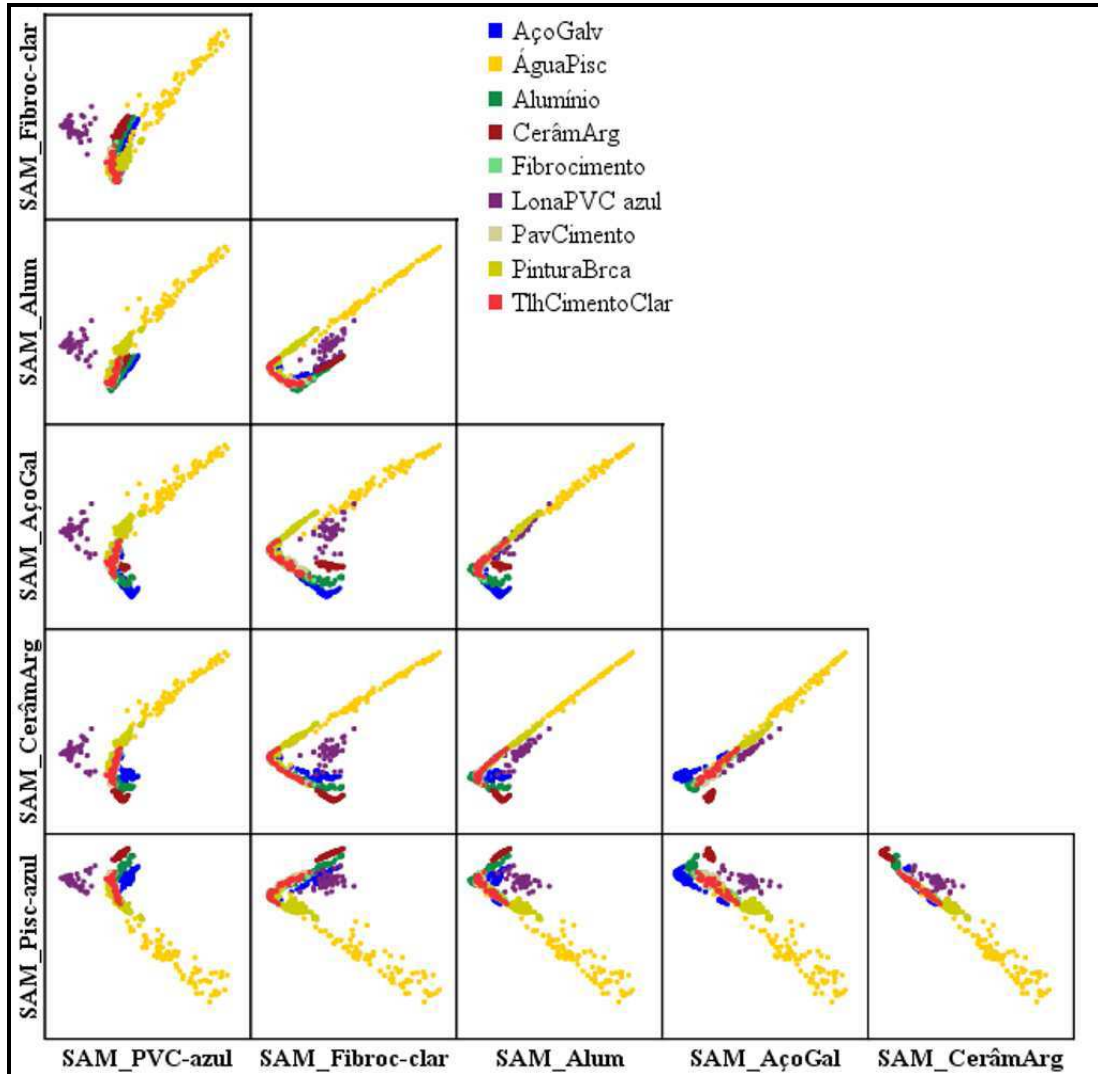 SAM_Fibroc-clar
AçoGalv
ÁguaPisc
Alumínio
CerâmArg
Fibrocimento
LonaPVC azul
PavCimento
PinturaBrca
TlhCimentoClar
SAM_Alum
SAM_AçoGal
SAM_CerâmArg
SAM_Pisc-azul
SAM_PVC-azul SAM_Fibroc-clar SAM_Alum SAM_AçoGal SAM_CerâmArg